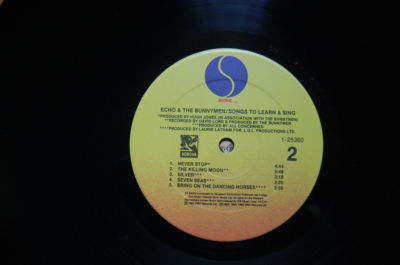 SIRE
ECHO & THE BUNNYMEN/SONGS TO LEARN & SING
*PRODUCED BY HUGH JONES (IN ASSOCIATION WITH THE BUNNYMEN)
**RECORDED BY DAVID LORD & PRODUCED BY THE BUNNYMEN
***PRODUCED BY ALL CONCERNED
****PRODUCED BY LAURIE LATHAM FOR L.O.L. PRODUCTIONS LTD.
1-25360
2
KOROVA
1. NEVER STOP* 4:44
2. THE KILLING MOON** 5:49
3. SILVER*** 3:18
4. SEVEN SEAS*** 3:20
5. BRING ON THE DANCING HORSES****